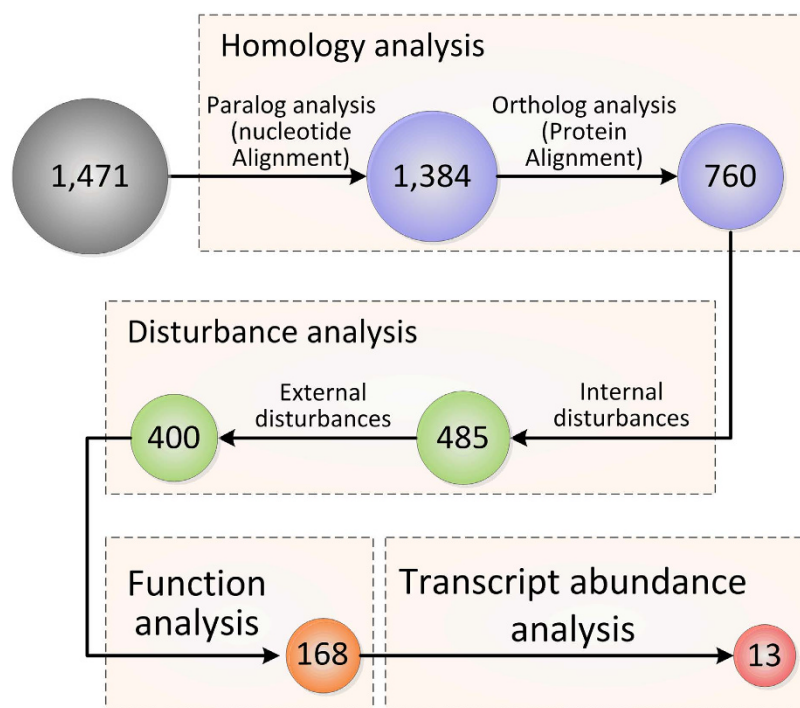 Homology analysis
Paralog analysis
(nucleotide
Alignment)
Ortholog analysis
(Protein
Alignment)
1,471
1,384
760
Disturbance analysis
External
disturbances
Internal
disturbances
400
485
Function
analysis
168
Transcript abundance
analysis
13